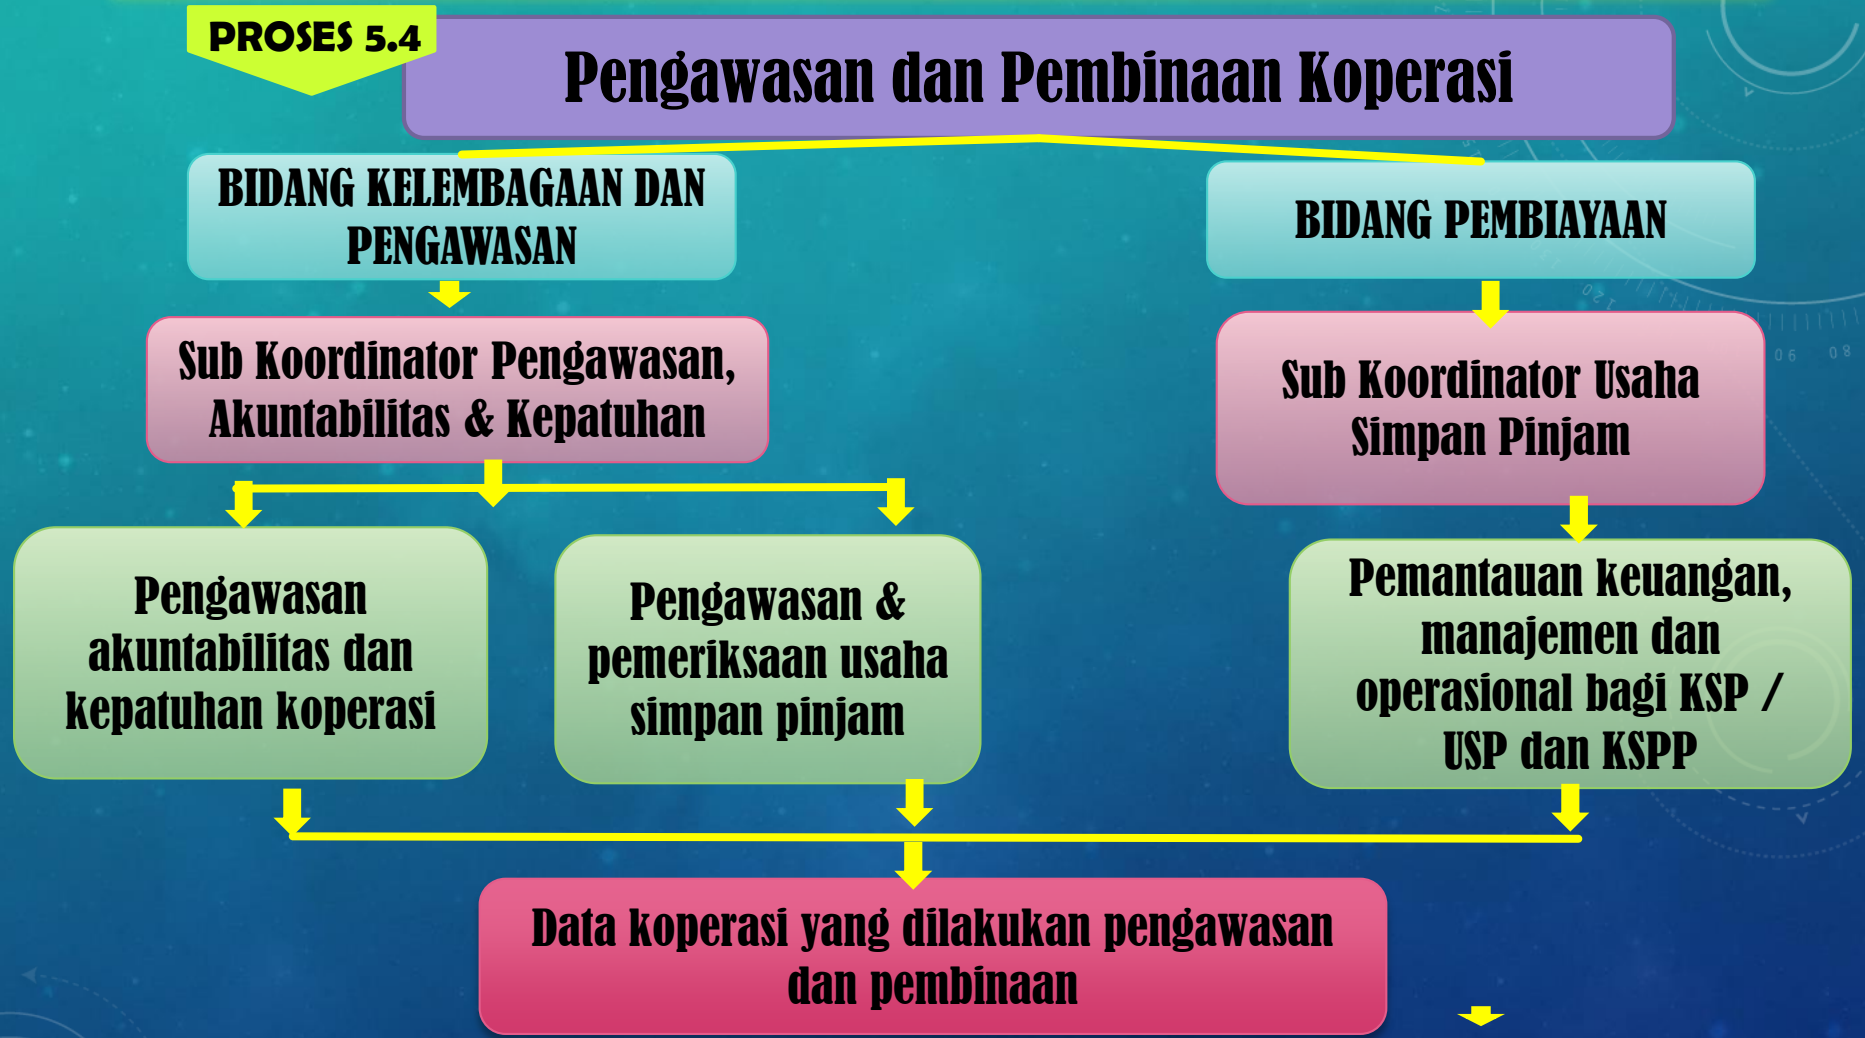 PROSES 5.4
Pengawasan dan Pembinaan Koperasi
BIDANG KELEMBAGAAN DAN
PENGAWASAN
BIDANG PEMBIAYAAN
Sub Koordinator Pengawasan,
Akuntabilitas & Kepatuhan
Sub Koordinator Usaha
Simpan Pinjam
Pengawasan
akuntabilitas dan
kepatuhan koperasi
Pengawasan &
pemeriksaan usaha
simpan pinjam
Pemantauan keuangan,
manajemen dan
operasional bagi KSP /
USP dan KSPP
Data koperasi yang dilakukan pengawasan
dan pembinaan